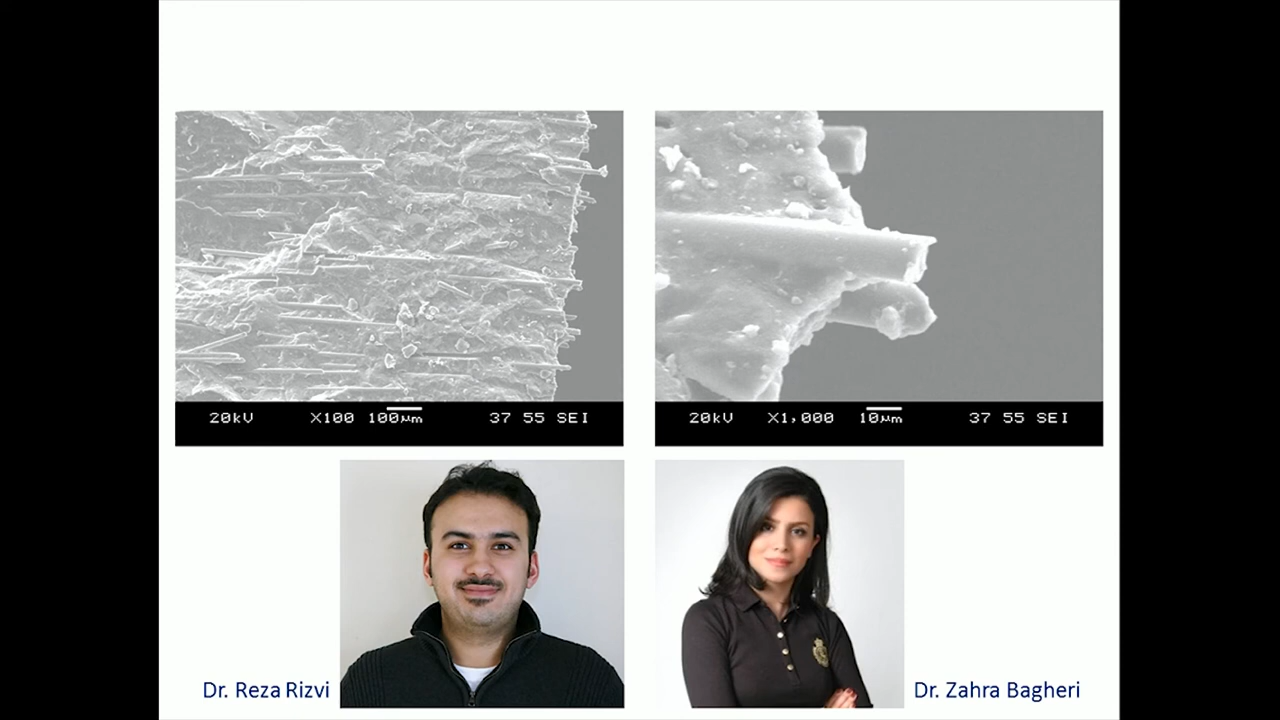 20kV X100 100µm 37 55 SEI
20kV X1,000 10µm 37 55 SEI
Dr. Reza Rizvi
Dr. Zahra Bagheri